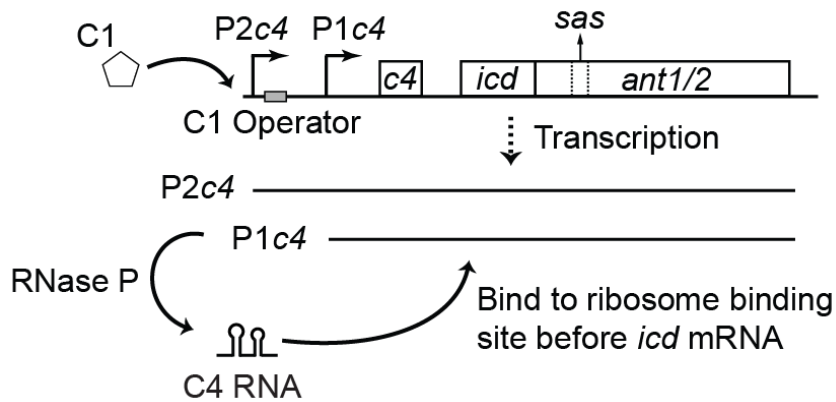 sas
C1
P2c4
P1c4
c4
icd
ant1/2
C1 Operator
Transcription
P2c4
P1c4
RNase P
Bind to ribosome binding
site before icd mRNA
C4 RNA